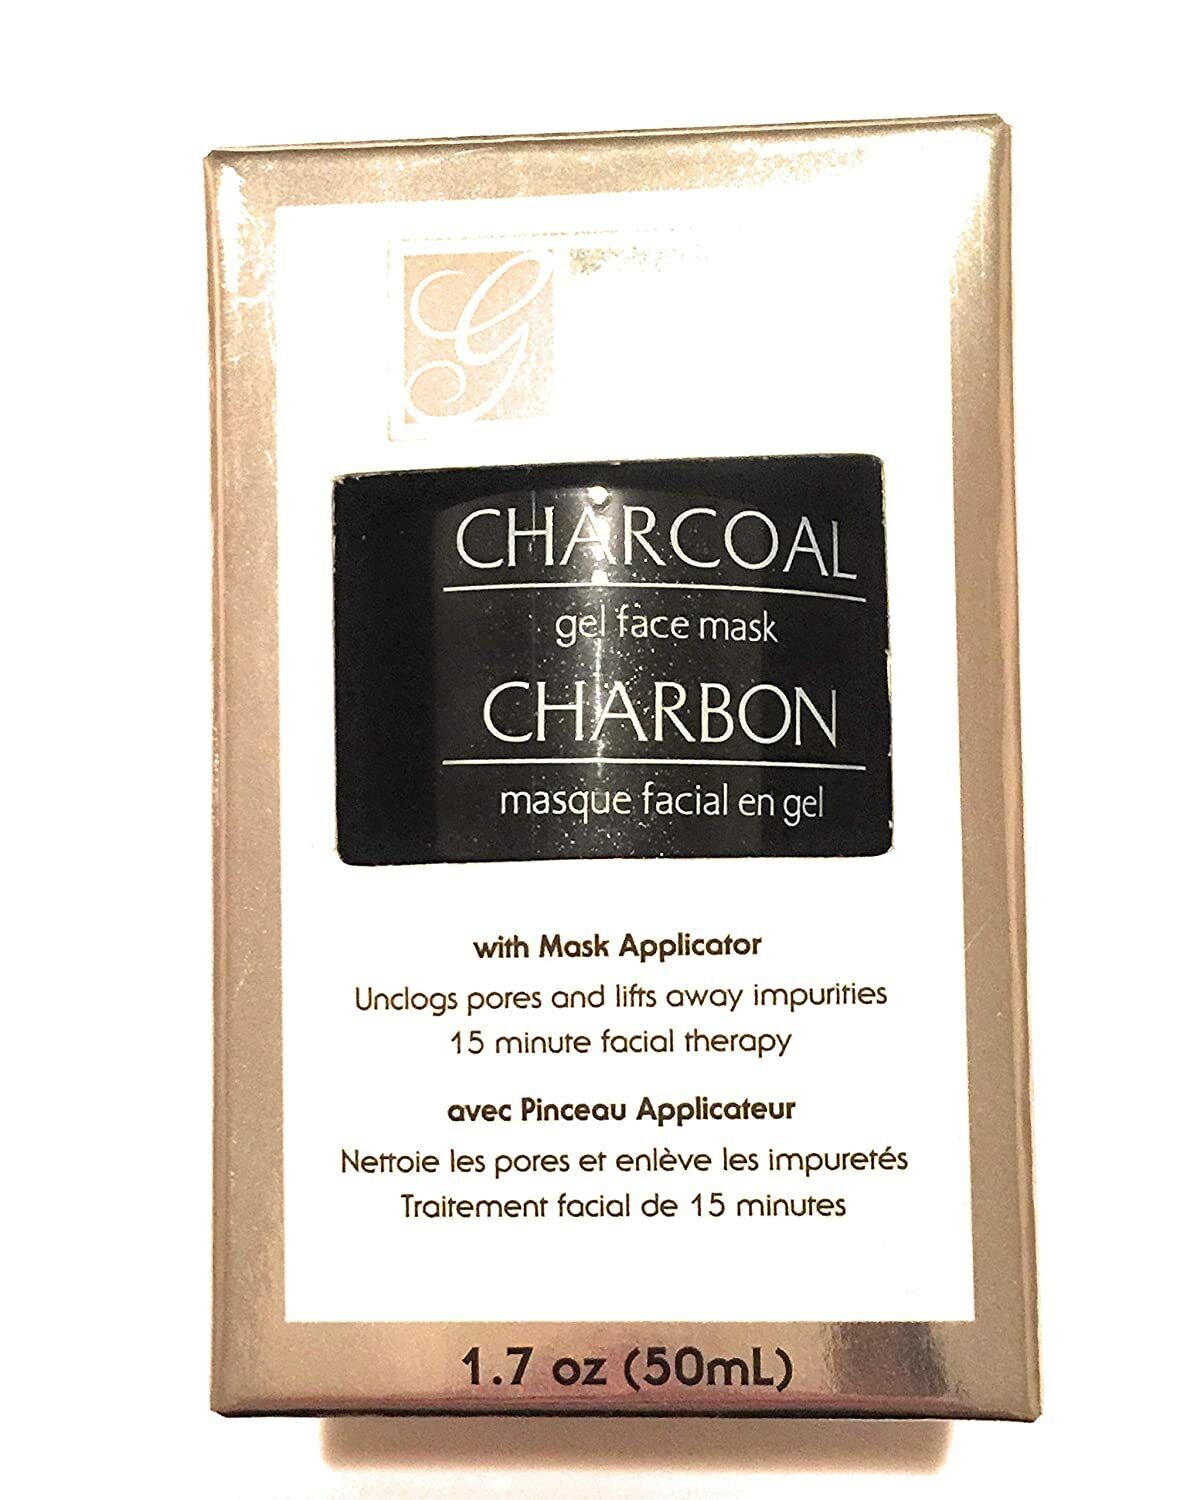 G
CHARCOAL
gel face mask
CHARBON
masque facial en gel
with Mask Applicator
Unclogs pores and lifts away impurities
15 minute facial therapy
avec Pinceau Applicateur
Nettoie les pores et enlève les impuretés
Traitement facial de 15 minutes
1.7 oz (50mL)